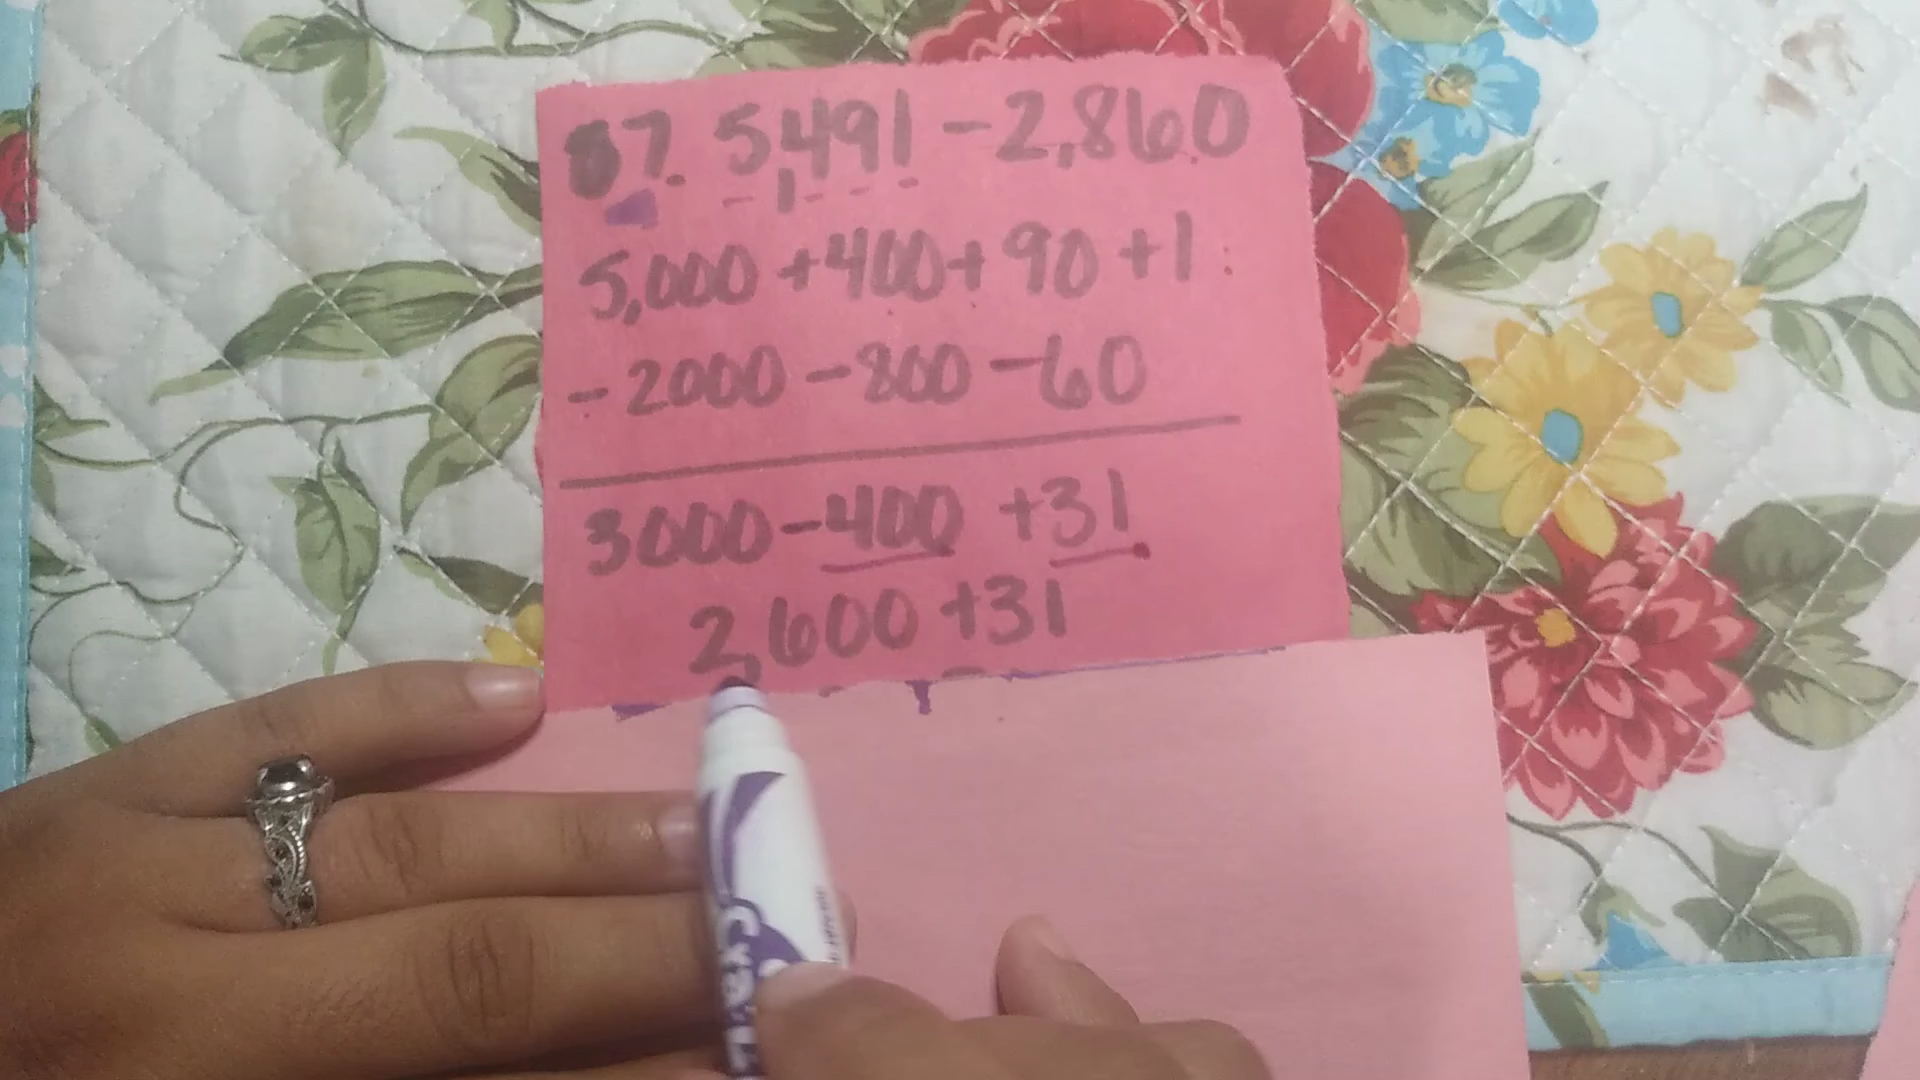 7. 5,491 - 2,860
5,000 + 400 + 90 + 1
- 2000 - 800 - 60
3000 - 400 + 31
2,600 + 31